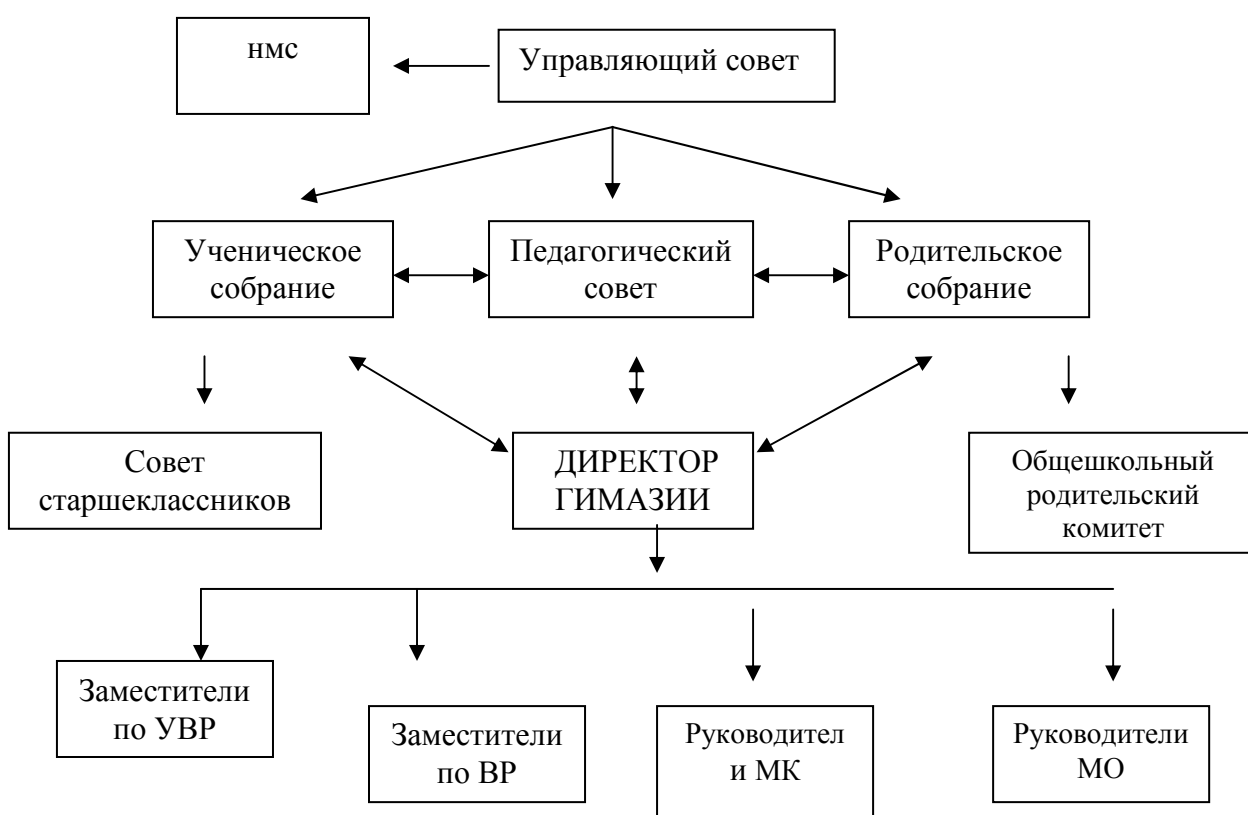 нмс
Управляющий совет
Ученическое
собрание
Педагогический
совет
Родительское
собрание
Совет
старшеклассников
ДИРЕКТОР
ГИМАЗИИ
Общешкольный
родительский
комитет
Заместители
по УВР
Заместители
по ВР
Руководител
и МК
Руководители
МО